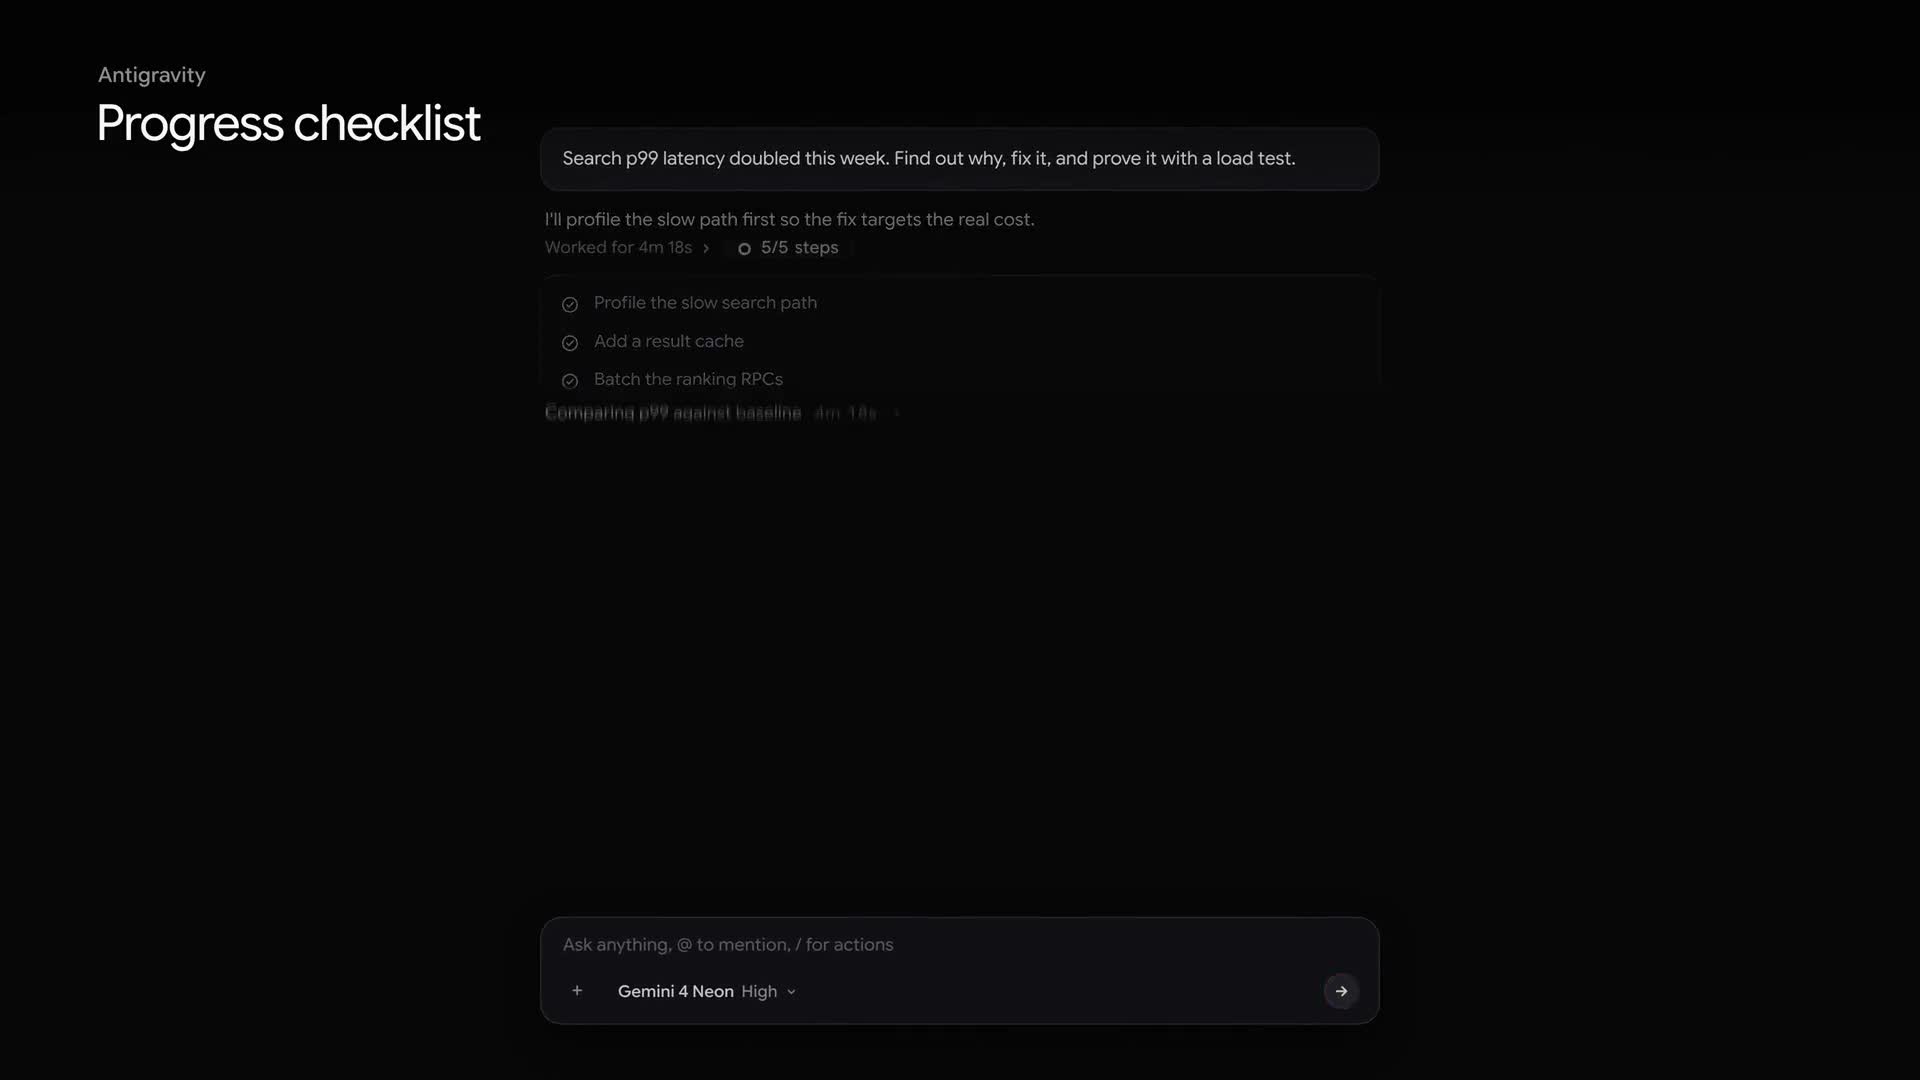 Antigravity
Progress checklist
Search p99 latency doubled this week. Find out why, fix it, and prove it with a load test.
I'll profile the slow path first so the fix targets the real cost.
Worked for 4m 18s
5/5 steps
Profile the slow search path
Add a result cache
Batch the ranking RPCs
Comparing p99 against baseline 4m 18s
Ask anything, @ to mention, / for actions
Gemini 4 Neon High